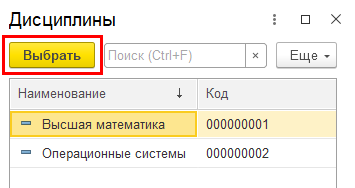 Дисциплины
Выбрать Поиск (Ctrl+F) × Еще
Наименование ↓ Код
Высшая математика 000000001
Операционные системы 000000002